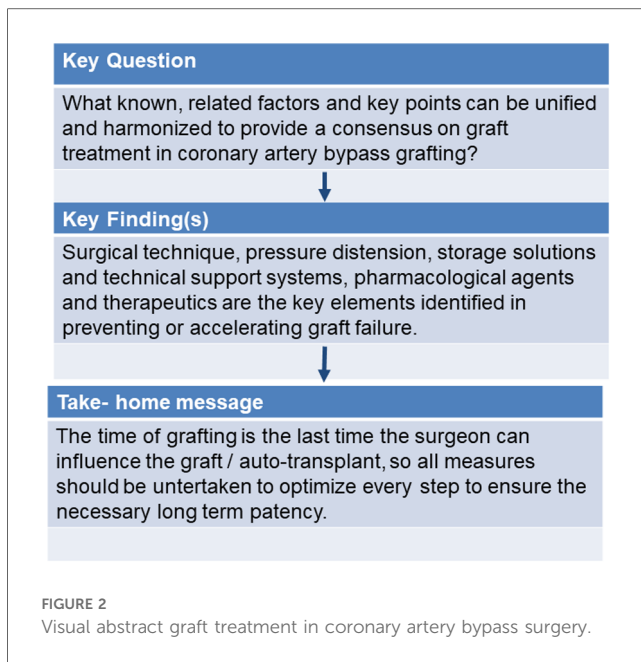 Key Question
What known, related factors and key points can be unified
and harmonized to provide a consensus on graft
treatment in coronary artery bypass grafting?
Key Finding(s)
Surgical technique, pressure distension, storage solutions
and technical support systems, pharmacological agents
and therapeutics are the key elements identified in
preventing or accelerating graft failure.
Take- home message
The time of grafting is the last time the surgeon can
influence the graft / auto-transplant, so all measures
should be undertaken to optimize every step to ensure the
necessary long term patency.
FIGURE 2
Visual abstract graft treatment in coronary artery bypass surgery.